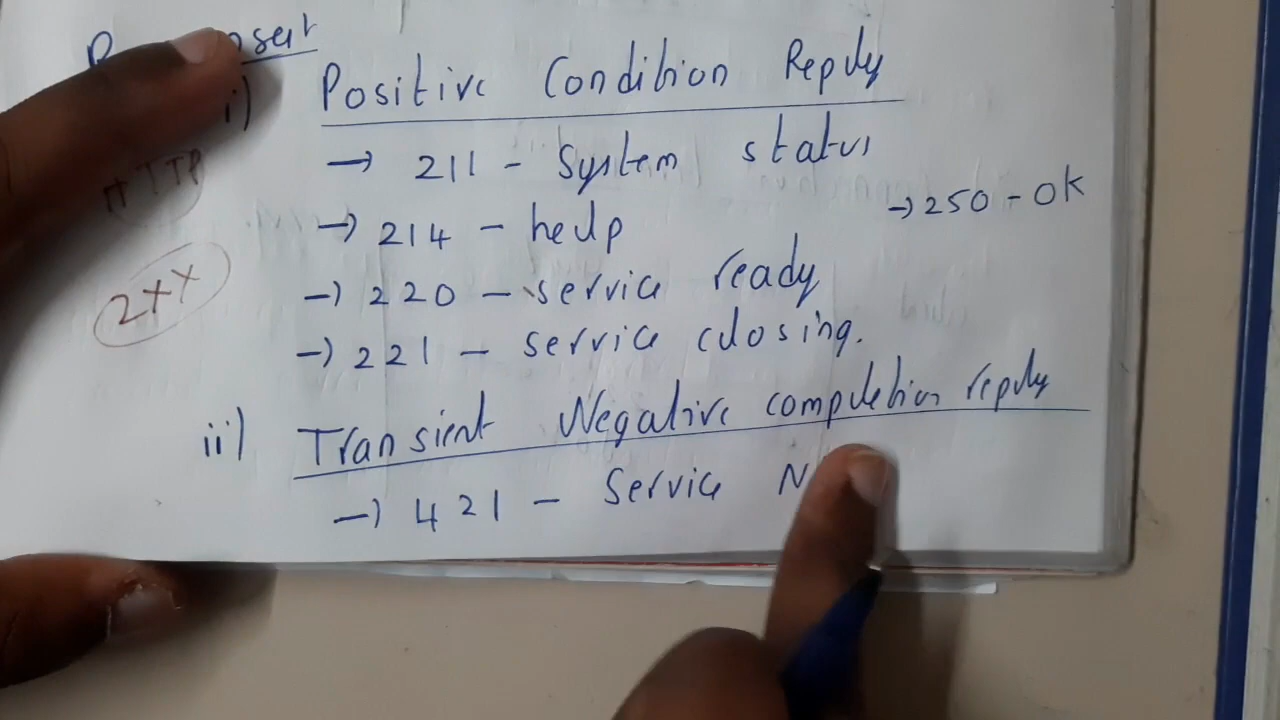 i) Positive Condition Reply
→ 211 - System status
→ 214 - help
→ 250 - OK
→ 220 - service ready
2XX
→ 221 - service closing.
ii) Transient Negative completion reply
→ 421 - Service